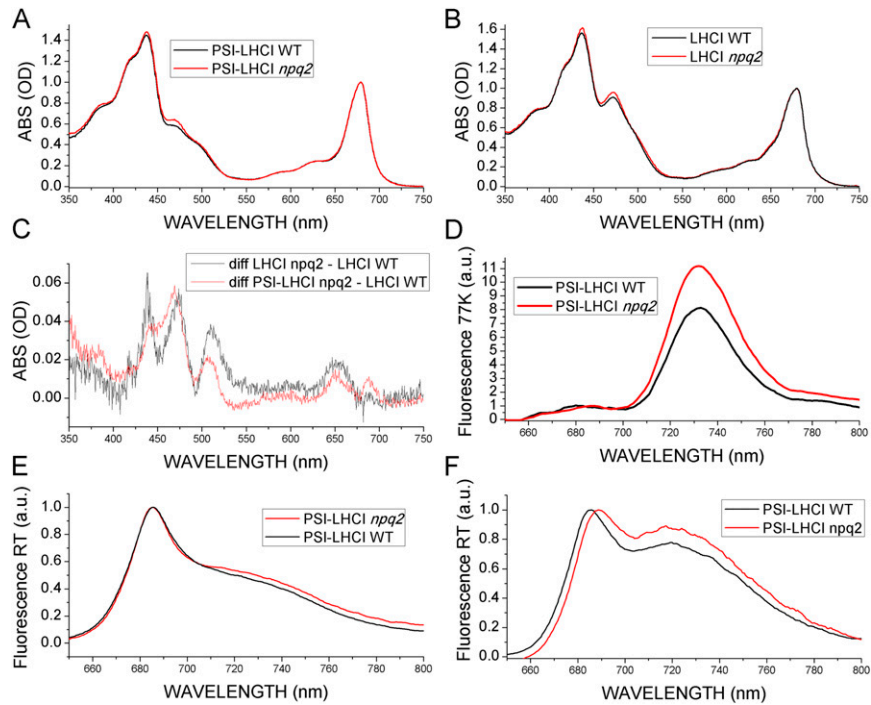 A
PSI-LHCI WT
PSI-LHCI npq2
ABS (OD)
1.6
1.4
1.2
1.0
0.8
0.6
0.4
0.2
0.0
350 400 450 500 550 600 650 700 750
WAVELENGTH (nm)
B
LHCI WT
LHCI npq2
ABS (OD)
1.6
1.4
1.2
1.0
0.8
0.6
0.4
0.2
0.0
350 400 450 500 550 600 650 700 750
WAVELENGTH (nm)
C
diff LHCI npq2 - LHCI WT
diff PSI-LHCI npq2 - LHCI WT
ABS (OD)
0.06
0.04
0.02
0.00
350 400 450 500 550 600 650 700 750
WAVELENGTH (nm)
D
PSI-LHCI WT
PSI-LHCI npq2
Fluorescence 77K (a.u.)
11
10
9
8
7
6
5
4
3
2
1
0
660 680 700 720 740 760 780 800
WAVELENGTH (nm)
E
PSI-LHCI npq2
PSI-LHCI WT
Fluorescence RT (a.u.)
1.0
0.8
0.6
0.4
0.2
0.0
660 680 700 720 740 760 780 800
WAVELENGTH (nm)
F
PSI-LHCI WT
PSI-LHCI npq2
Fluorescence RT (a.u.)
1.0
0.8
0.6
0.4
0.2
0.0
660 680 700 720 740 760 780 800
WAVELENGTH (nm)